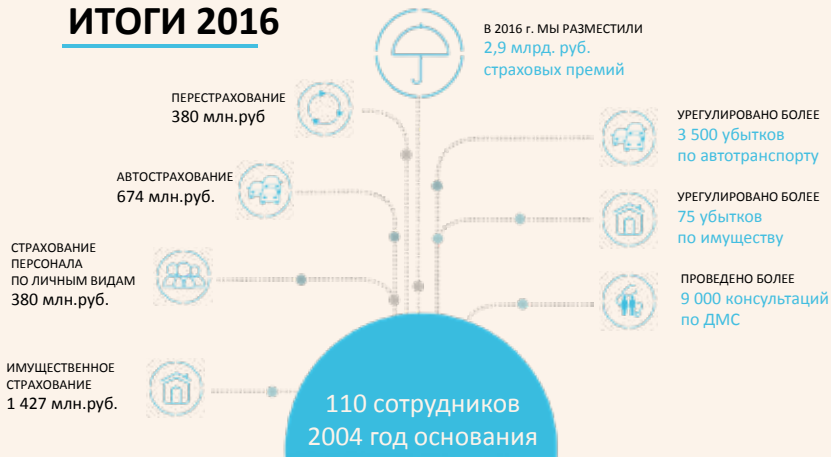 ИТОГИ 2016
В 2016 г. МЫ РАЗМЕСТИЛИ
2,9 млрд. руб.
страховых премий
ПЕРЕСТРАХОВАНИЕ
380 млн.руб
АВТОСТРАХОВАНИЕ
674 млн.руб.
СТРАХОВАНИЕ
ПЕРСОНАЛА
ПО ЛИЧНЫМ ВИДАМ
380 млн.руб.
ИМУЩЕСТВЕННОЕ
СТРАХОВАНИЕ
1 427 млн.руб.
УРЕГУЛИРОВАНО БОЛЕЕ
3 500 убытков
по автотранспорту
УРЕГУЛИРОВАНО БОЛЕЕ
75 убытков
по имуществу
ПРОВЕДЕНО БОЛЕЕ
9 000 консультаций
по ДМС
110 сотрудников
2004 год основания